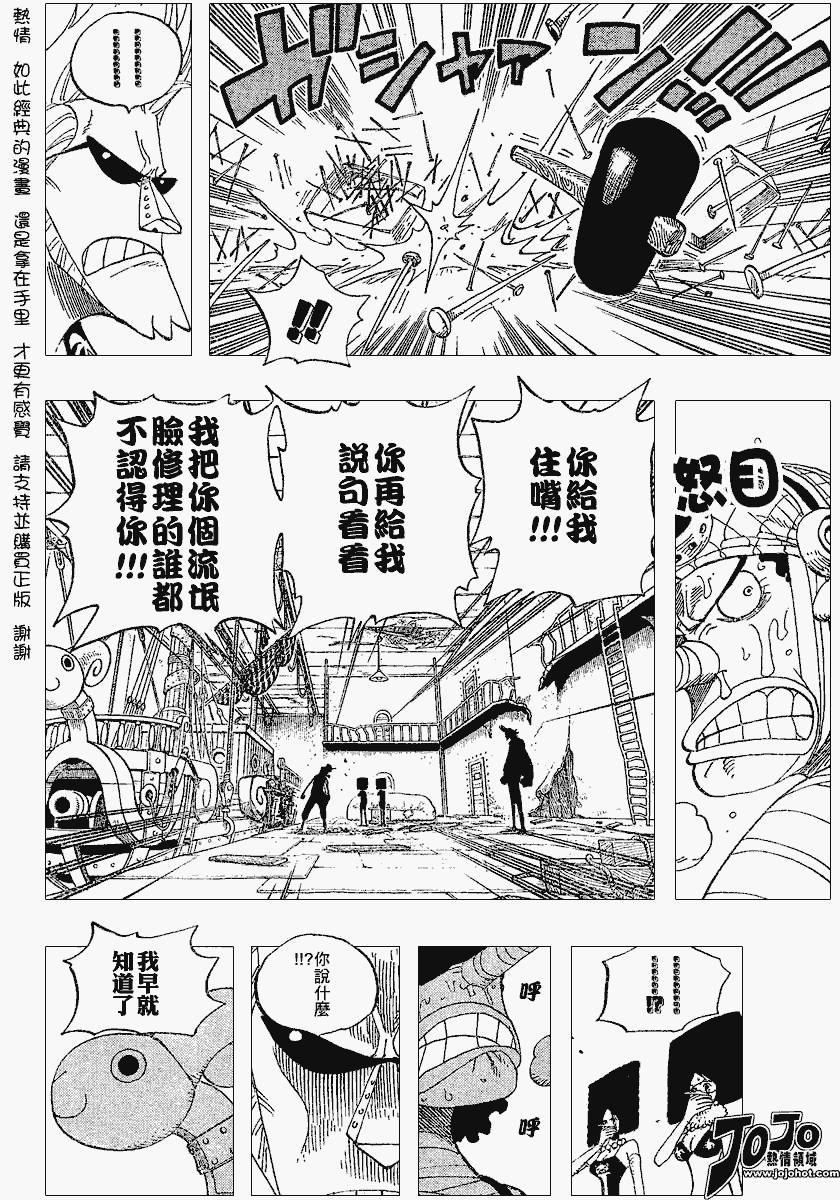 ガシャァーン!!!
!!!
!!
怒目
你給我
住嘴!!!
你再給我
說句看看
我把你個流氓
臉修理的誰都
不認得你!!!
!?
呼
呼
你說什麼
!!?
我早就
知道了
JOJO
熱情領域
www.jojohot.com
熱情 如此經典的漫畫 還是拿在手里 才更有感覺 請支持並購買正版 謝謝